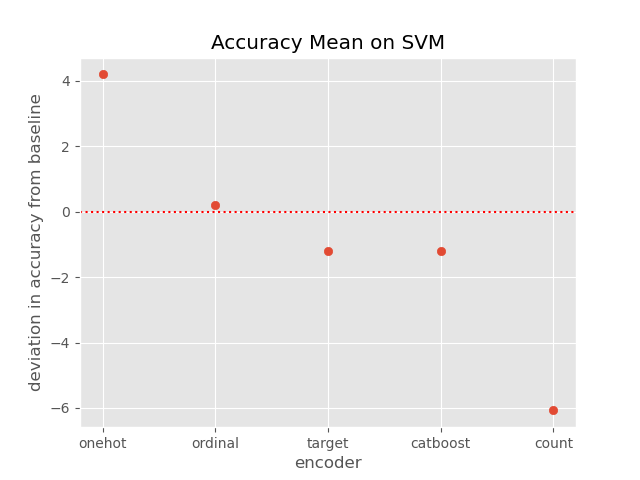 Accuracy Mean on SVM
deviation in accuracy from baseline
4
2
0
−2
−4
−6
onehot ordinal target catboost count
encoder